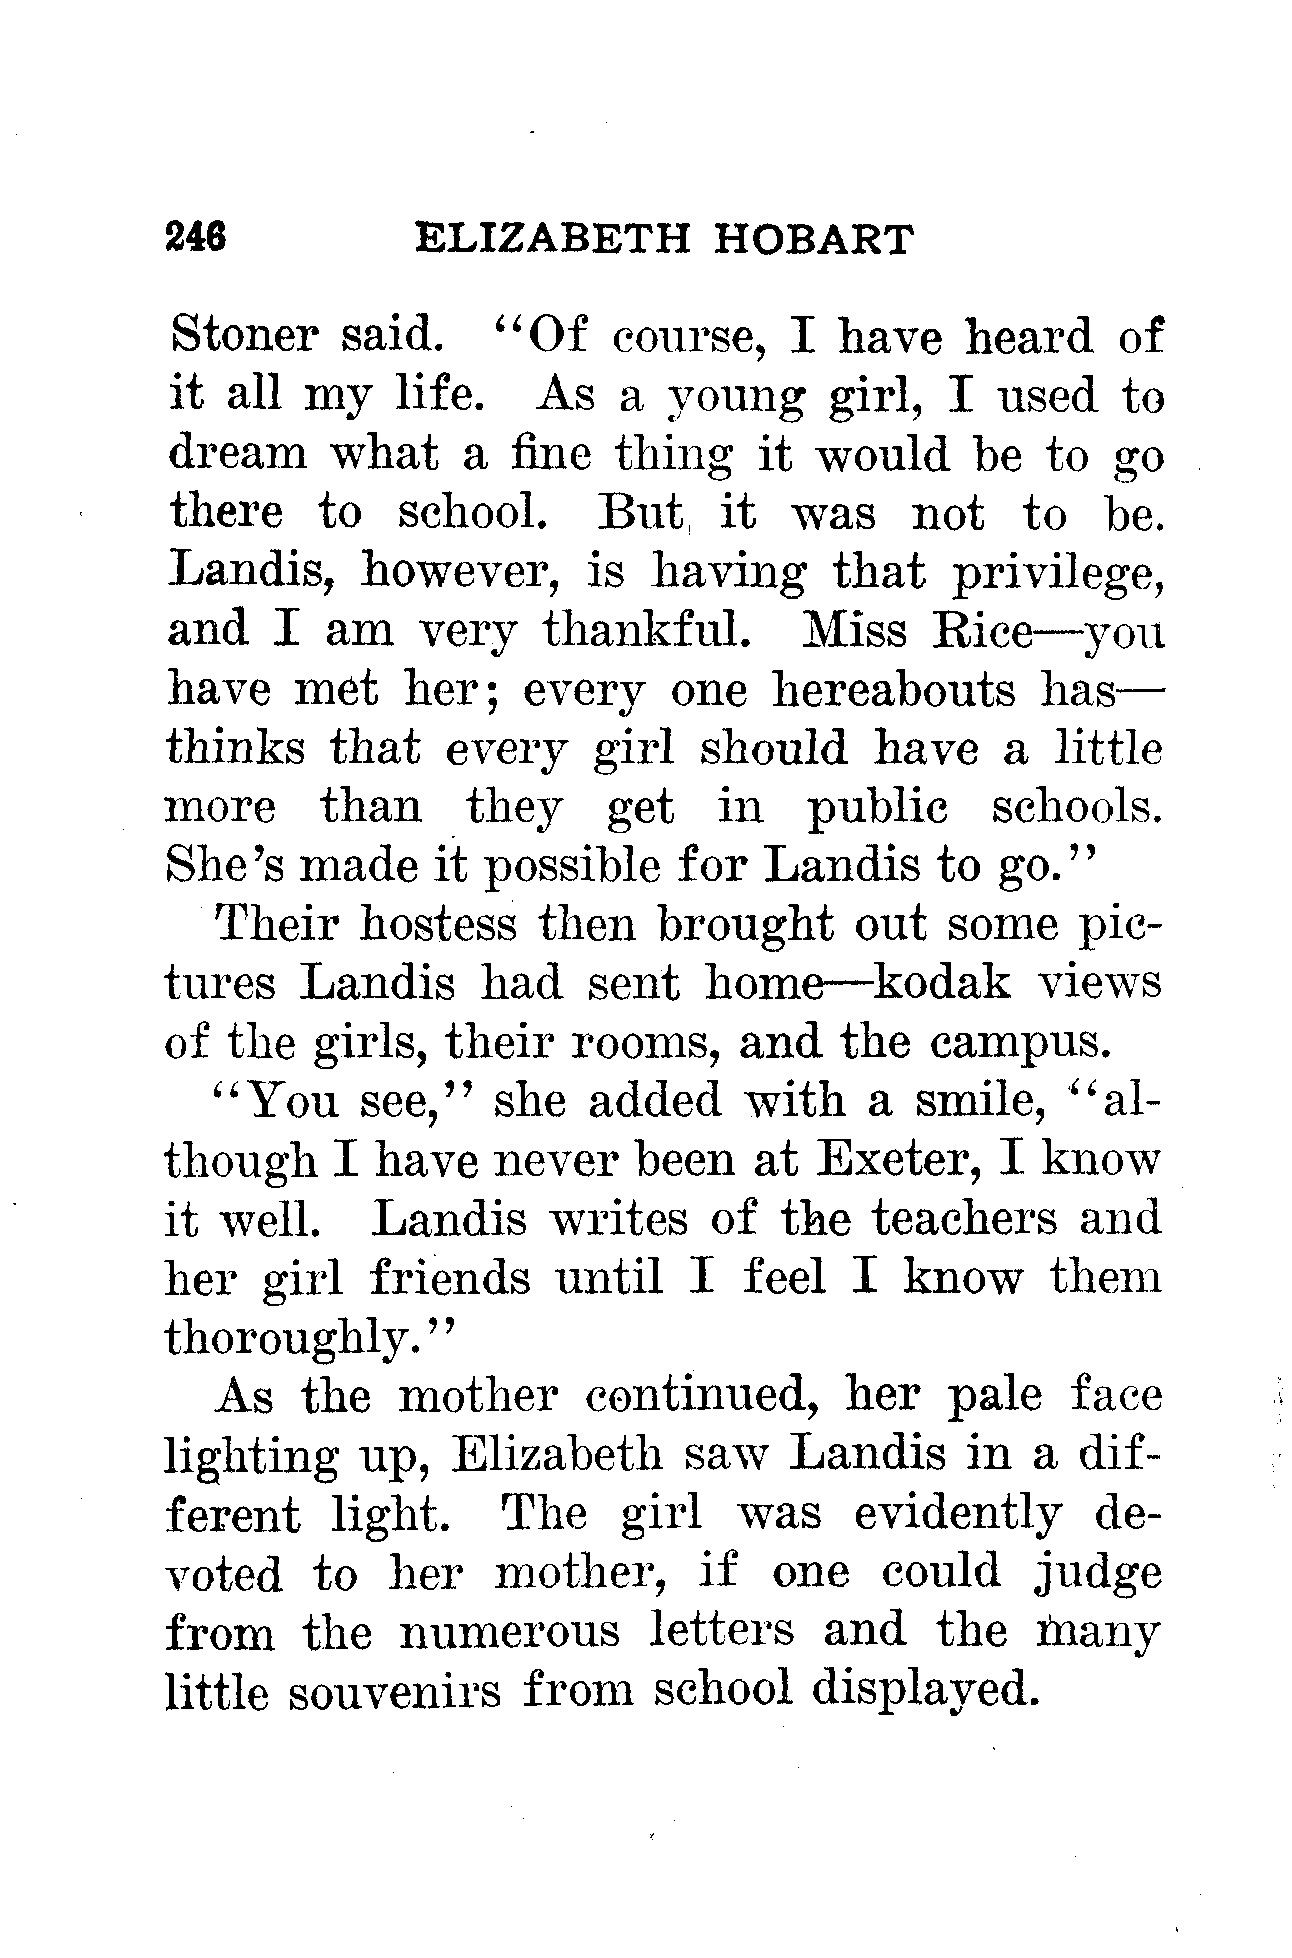 246 ELIZABETH HOBART
Stoner said. "Of course, I have heard of
it all my life. As a young girl, I used to
dream what a fine thing it would be to go
there to school. But it was not to be.
Landis, however, is having that privilege,
and I am very thankful. Miss Rice—you
have met her; every one hereabouts has—
thinks that every girl should have a little
more than they get in public schools.
She's made it possible for Landis to go."
Their hostess then brought out some pic-
tures Landis had sent home—kodak views
of the girls, their rooms, and the campus.
"You see," she added with a smile, "al-
though I have never been at Exeter, I know
it well. Landis writes of the teachers and
her girl friends until I feel I know them
thoroughly."
As the mother continued, her pale face
lighting up, Elizabeth saw Landis in a dif-
ferent light. The girl was evidently de-
voted to her mother, if one could judge
from the numerous letters and the many
little souvenirs from school displayed.